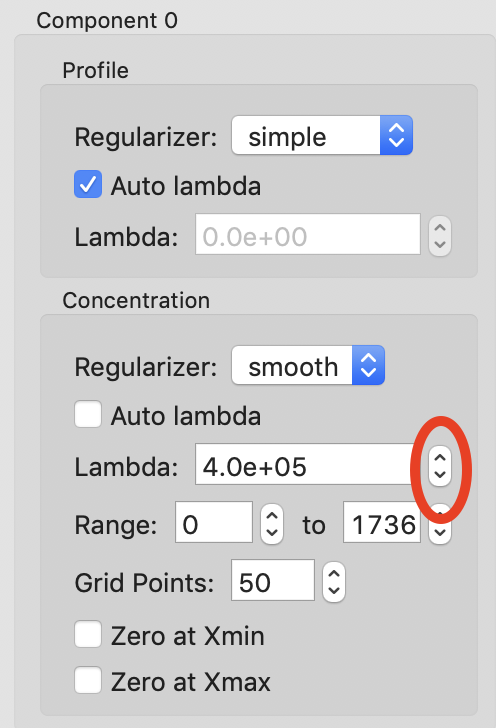 Component 0
Profile
Regularizer: simple
Auto lambda
Lambda: 0.0e+00
Concentration
Regularizer: smooth
Auto lambda
Lambda: 4.0e+05
Range: 0 to 1736
Grid Points: 50
Zero at Xmin
Zero at Xmax